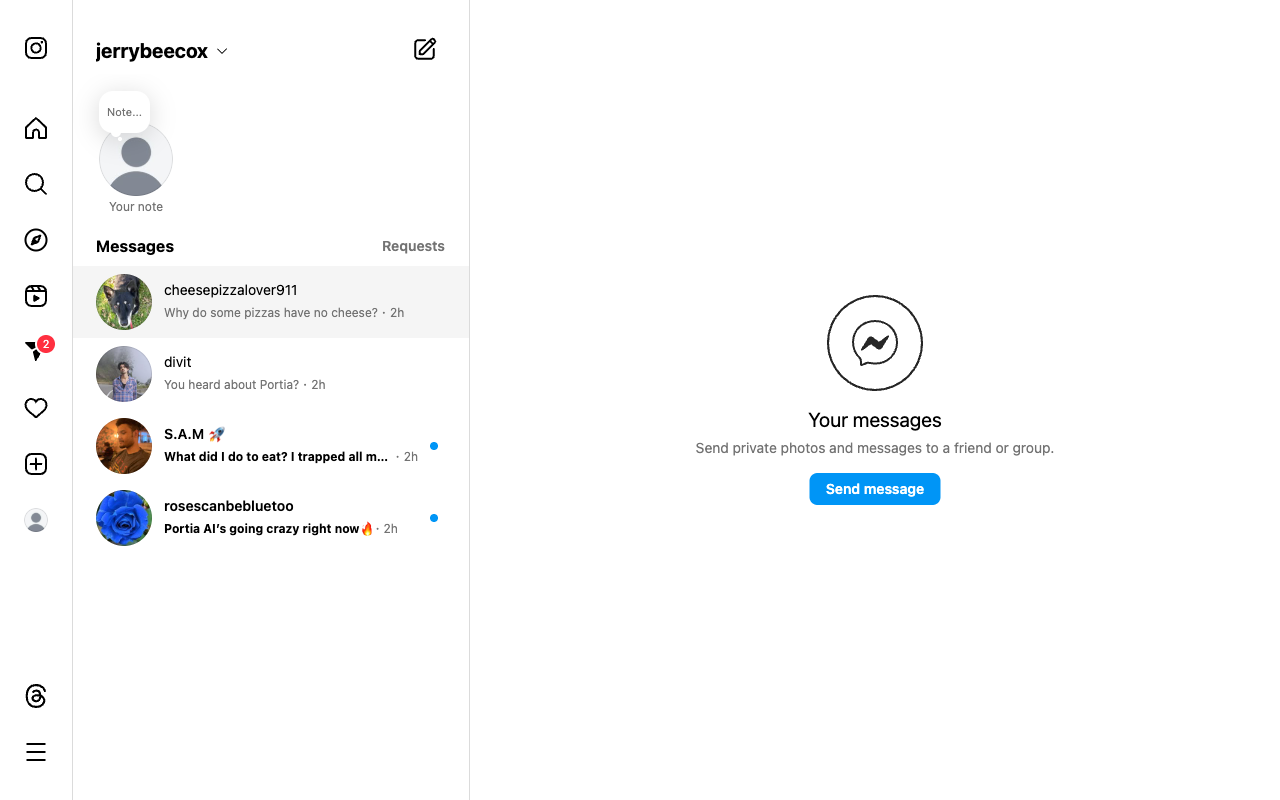 jerrybeecox
Note...
Your note
Messages
Requests
cheesepizzalover911
Why do some pizzas have no cheese? · 2h
divit
You heard about Portia? · 2h
2
S.A.M 🚀
What did I do to eat? I trapped all m... · 2h
rosescanbebluetoo
Portia AI's going crazy right now🔥 · 2h
Your messages
Send private photos and messages to a friend or group.
Send message